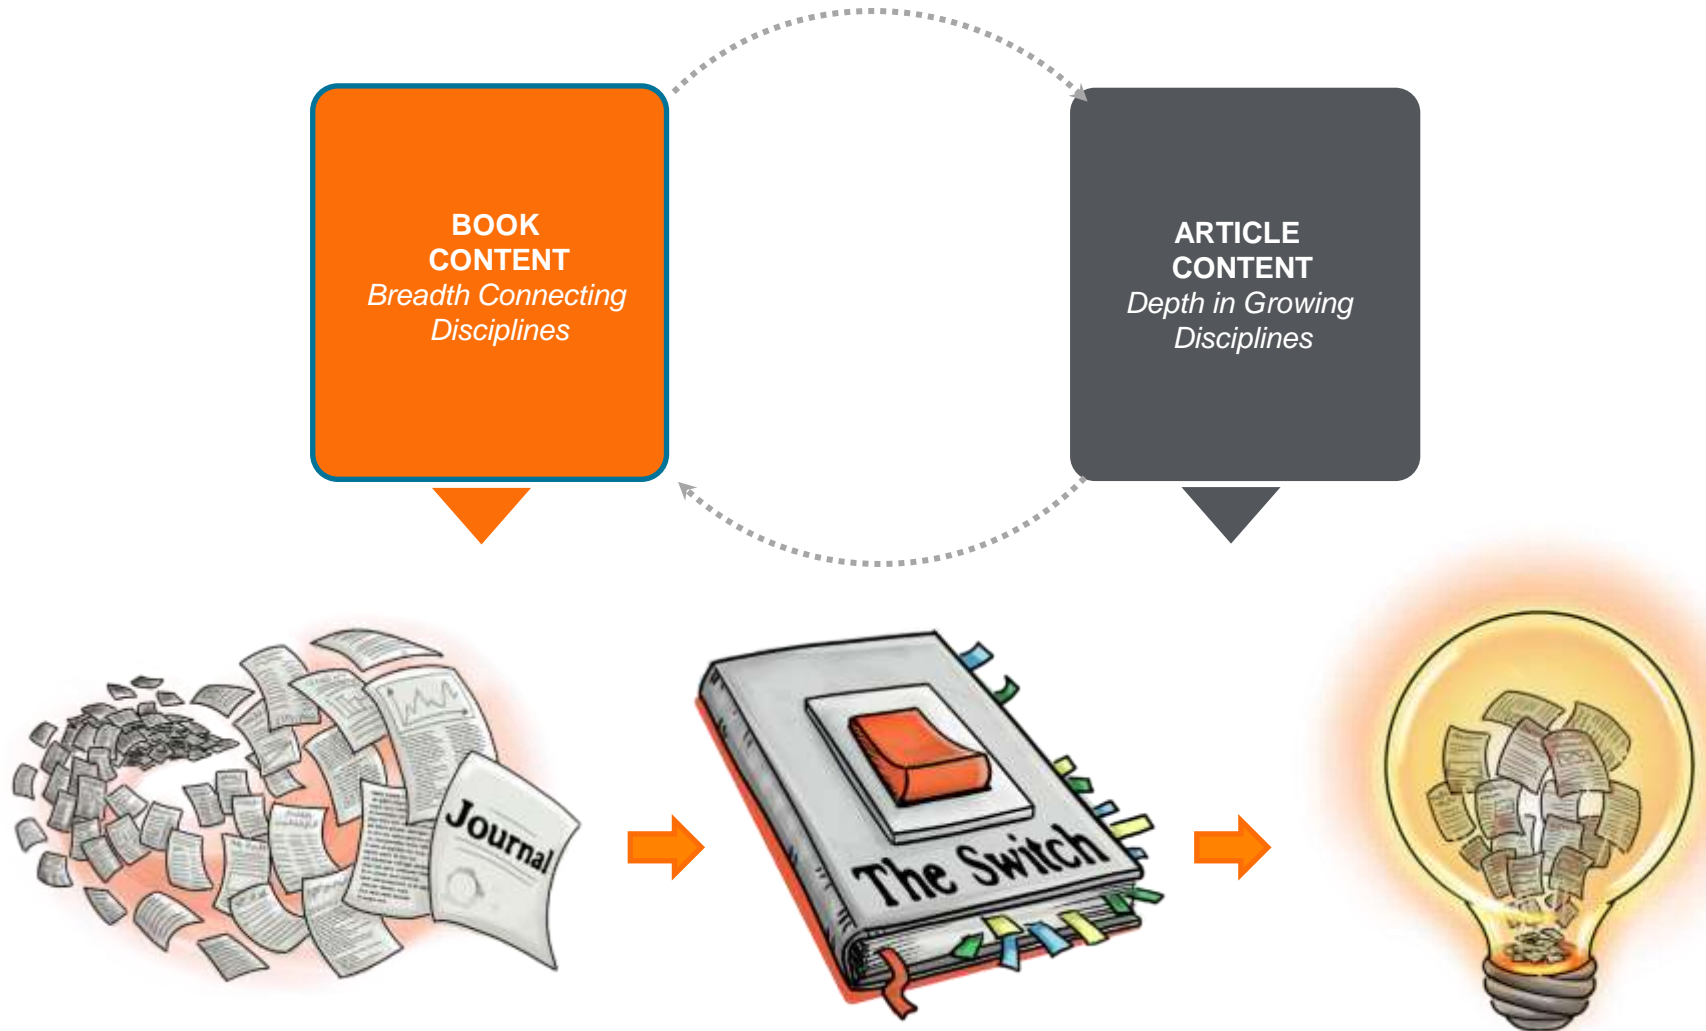 BOOK
CONTENT
Breadth Connecting
Disciplines
ARTICLE
CONTENT
Depth in Growing
Disciplines
Journal
The Switch